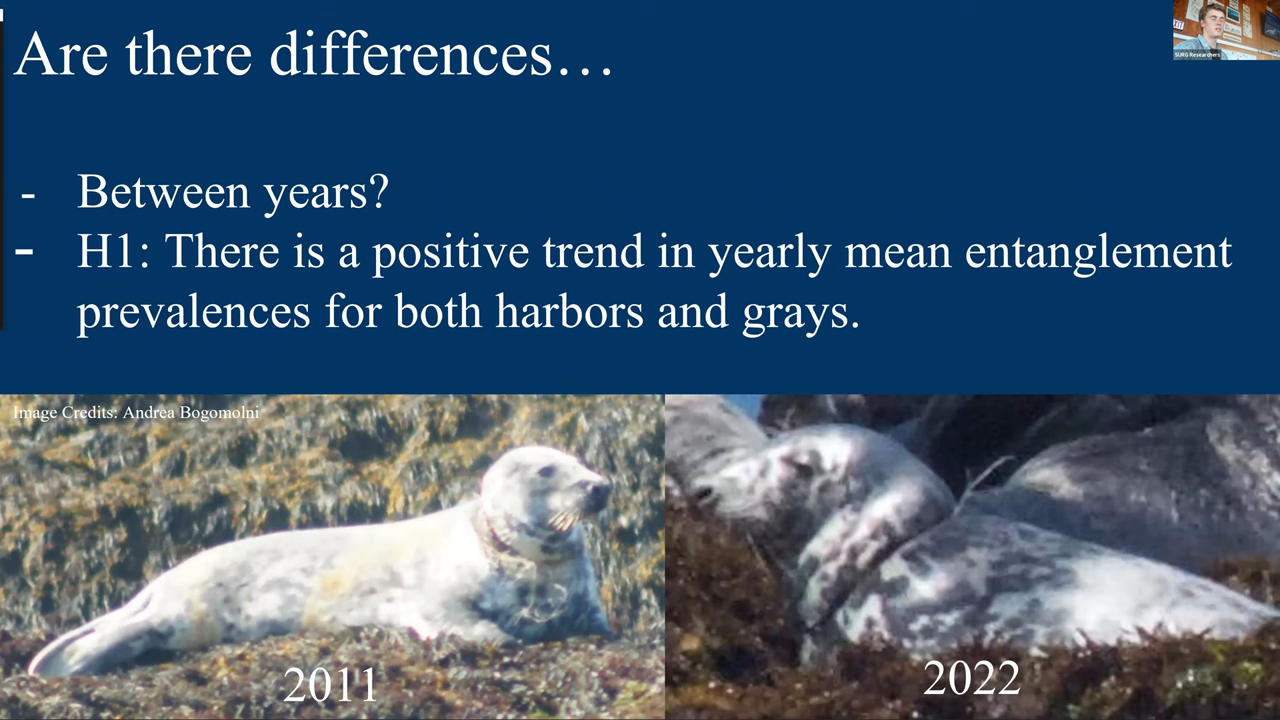 Are there differences…
SURG Researchers
- Between years?
- H1: There is a positive trend in yearly mean entanglement
prevalences for both harbors and grays.
Image Credits: Andrea Bogomolni
2011
2022